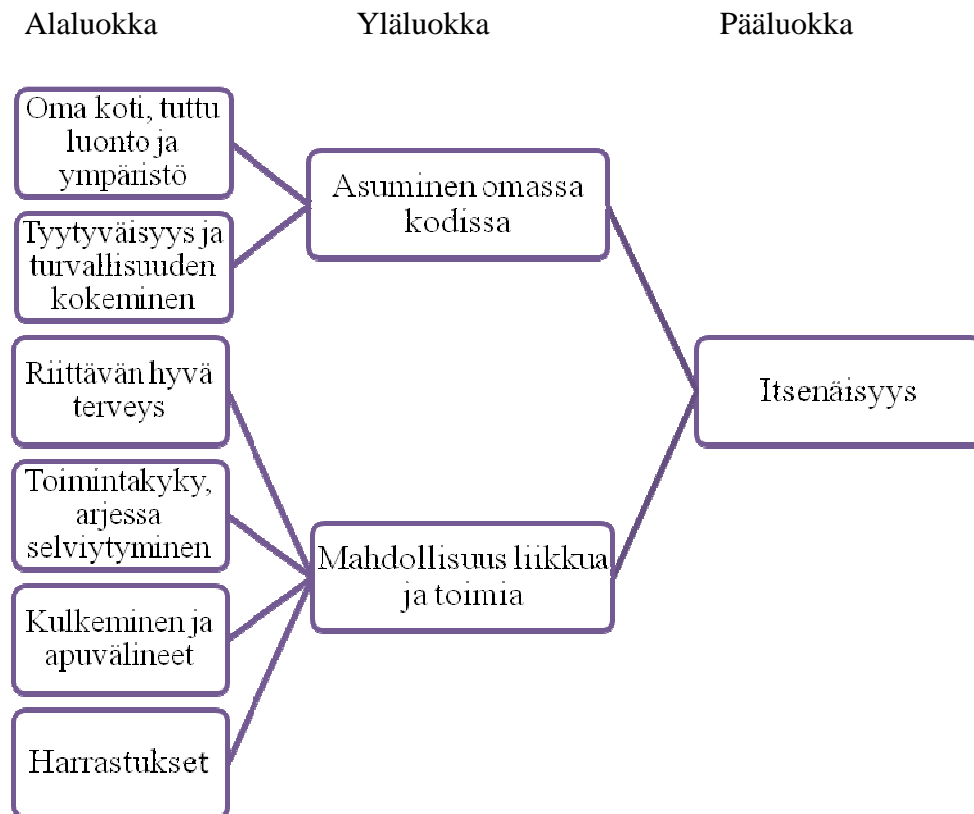 Alaluokka Yläluokka Pääluokka
Oma koti, tuttu
luonto ja
ympäristö
Tyytyväisyys ja
turvallisuuden
kokeminen
Riittävän hyvä
terveys
Toimintakyky,
arjessa
selviytyminen
Kulkeminen ja
apuvälineet
Harrastukset
Asuminen omassa
kodissa
Mahdollisuus liikkua
ja toimia
Itsenäisyys